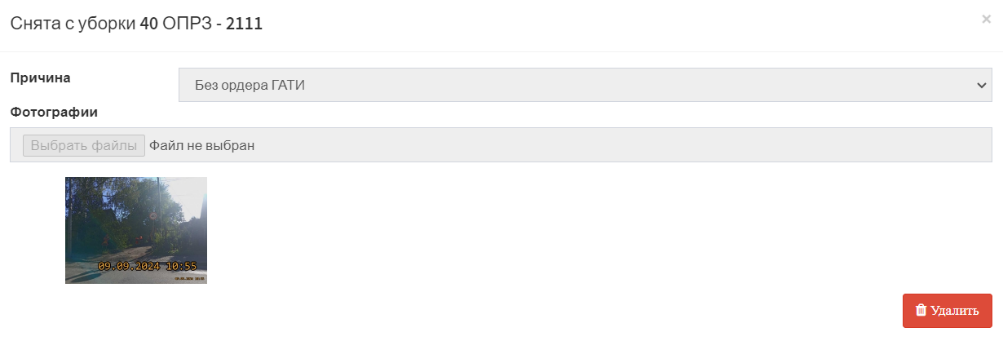 Снята с уборки 40 ОПРЗ - 2111
×
Причина
Без ордера ГАТИ
Фотографии
Выбрать файлы Файл не выбран
09.09.2024 10:55
Удалить